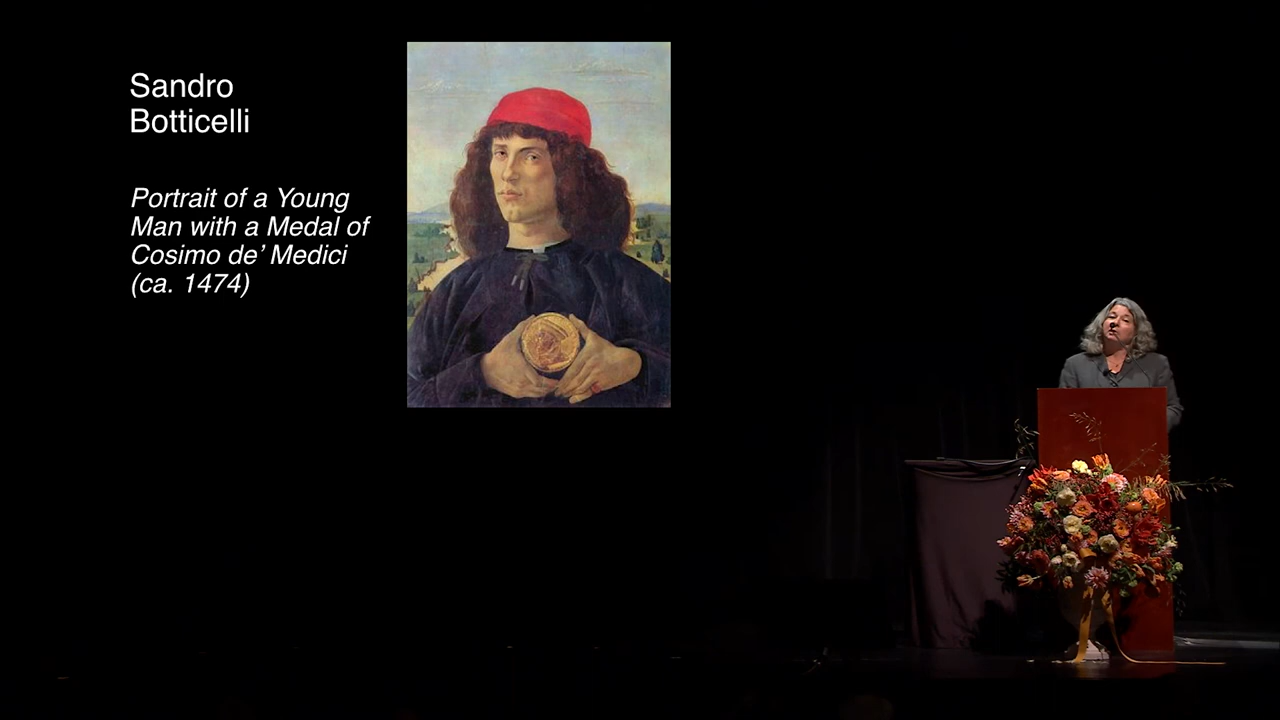 Sandro
Botticelli
Portrait of a Young
Man with a Medal of
Cosimo de’ Medici
(ca. 1474)